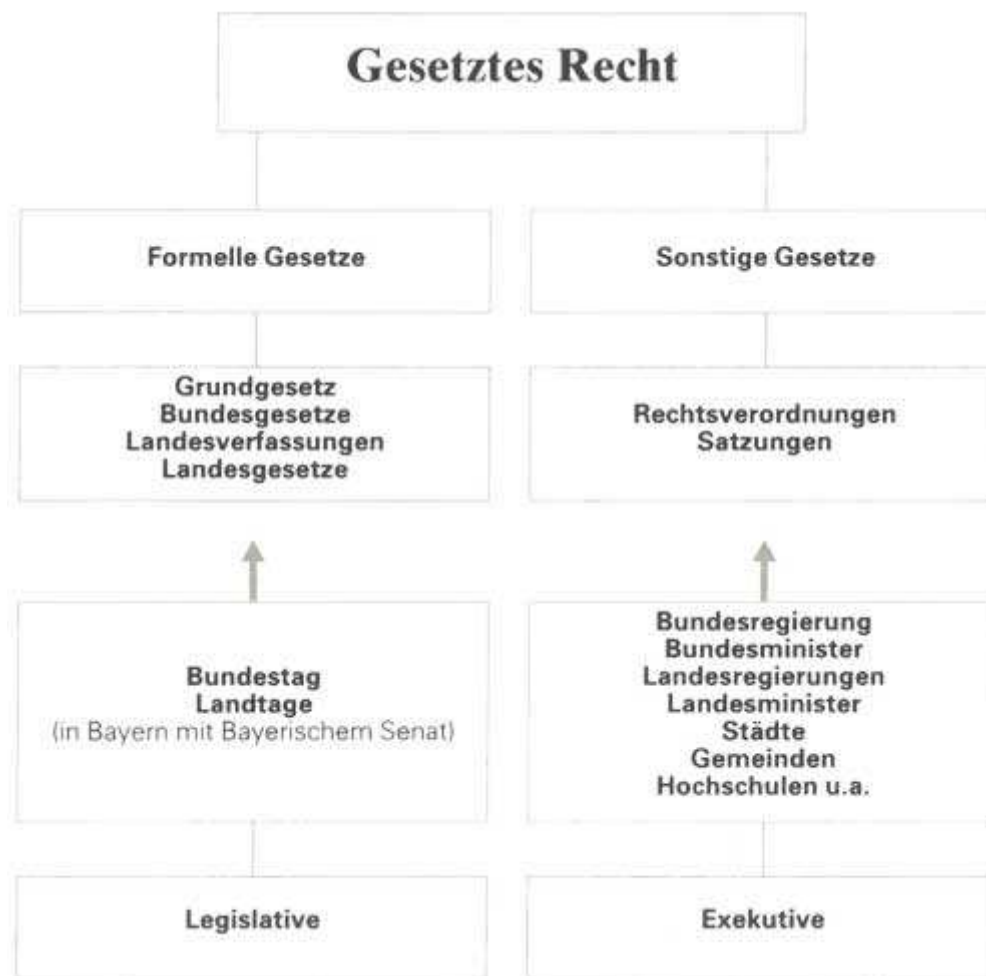 Gesetztes Recht
Formelle Gesetze
Sonstige Gesetze
Grundgesetz
Bundesgesetze
Landesverfassungen
Landesgesetze
Rechtsverordnungen
Satzungen
Bundestag
Landtage
(in Bayern mit Bayerischem Senat)
Bundesregierung
Bundesminister
Landesregierungen
Landesminister
Städte
Gemeinden
Hochschulen u.a.
Legislative
Exekutive